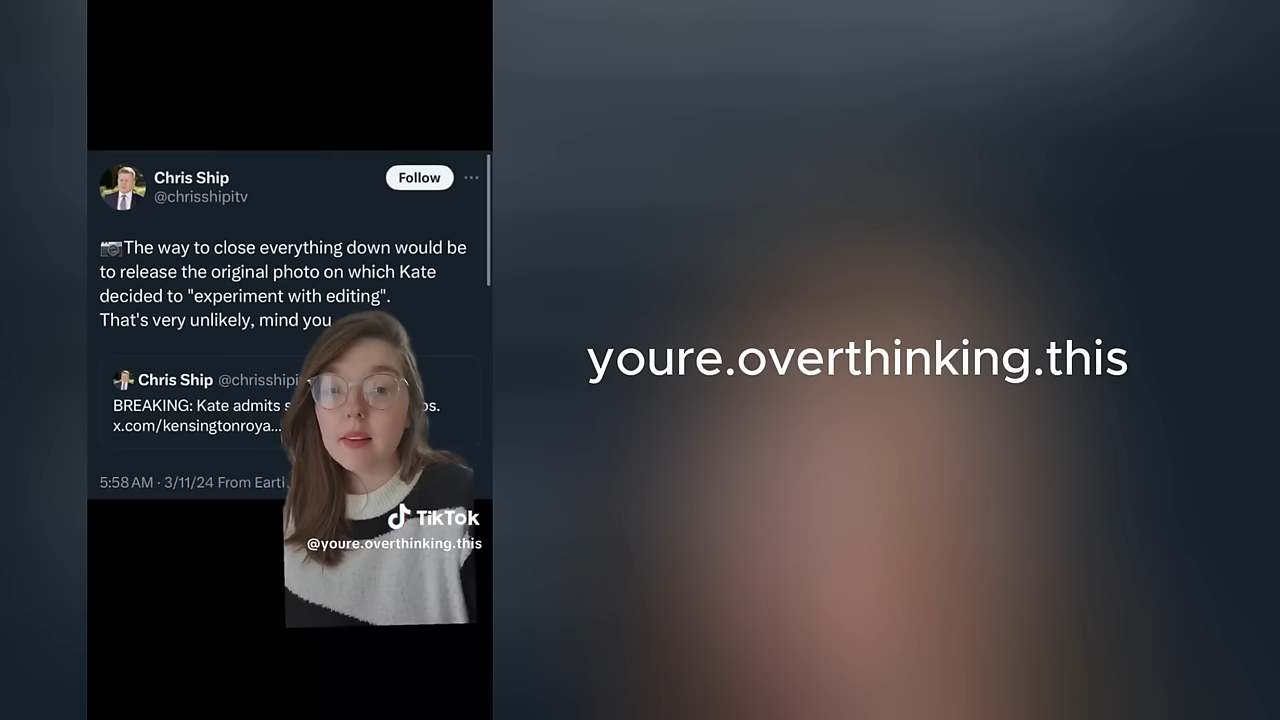 Chris Ship
@chrisshipitv
Follow
📷The way to close everything down would be
to release the original photo on which Kate
decided to "experiment with editing".
That's very unlikely, mind you
Chris Ship @chrisshipi
BREAKING: Kate admits
x.com/kensingtonroya...
5:58 AM · 3/11/24 From
TikTok
@youre.overthinking.this
youre.overthinking.this